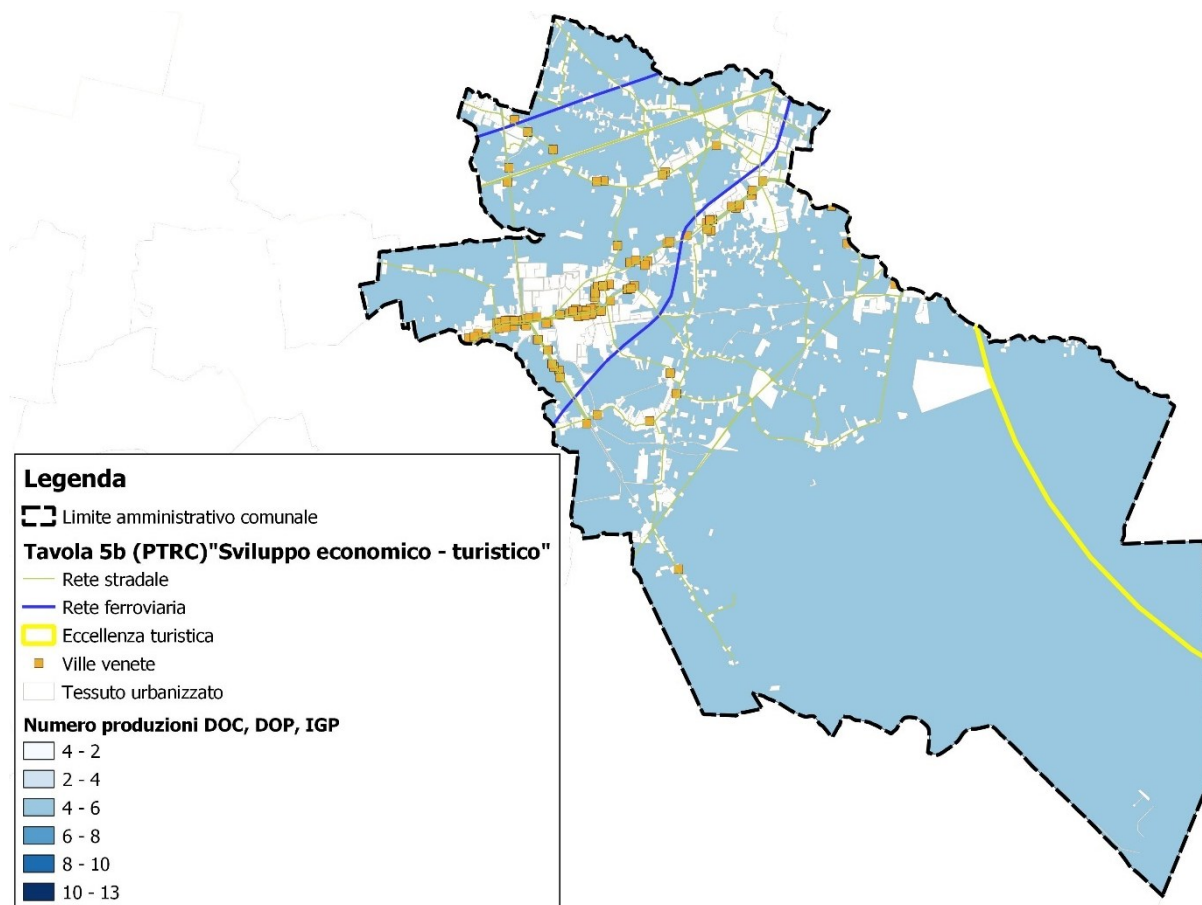 Legenda
Limite amministrativo comunale
Tavola 5b (PTRC)"Sviluppo economico - turistico"
Rete stradale
Rete ferroviaria
Eccellenza turistica
Ville venete
Tessuto urbanizzato
Numero produzioni DOC, DOP, IGP
4 - 2
2 - 4
4 - 6
6 - 8
8 - 10
10 - 13